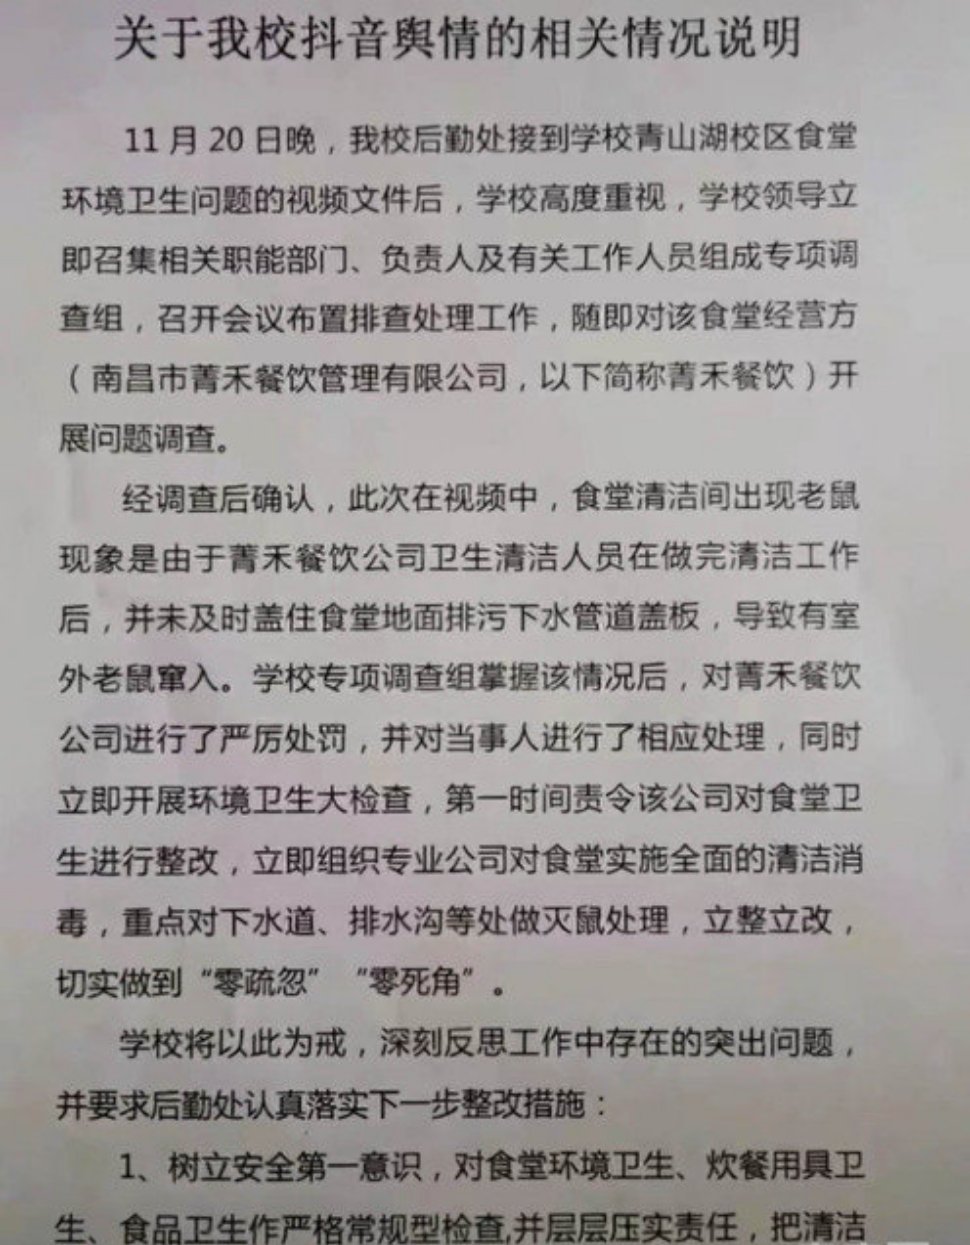 关于我校抖音舆情的相关情况说明
11月20日晚，我校后勤处接到学校青山湖校区食堂
环境卫生问题的视频文件后，学校高度重视，学校领导立
即召集相关职能部门、负责人及有关工作人员组成专项调
查组，召开会议布置排查处理工作，随即对该食堂经营方
（南昌市菁禾餐饮管理有限公司，以下简称菁禾餐饮）开
展问题调查。
经调查后确认，此次在视频中，食堂清洁间出现老鼠
现象是由于菁禾餐饮公司卫生清洁人员在做完清洁工作
后，并未及时盖住食堂地面排污下水管道盖板，导致有室
外老鼠窜入。学校专项调查组掌握该情况后，对菁禾餐饮
公司进行了严厉处罚，并对当事人进行了相应处理，同时
立即开展环境卫生大检查，第一时间责令该公司对食堂卫
生进行整改，立即组织专业公司对食堂实施全面的清洁消
毒，重点对下水道、排水沟等处做灭鼠处理，立整立改，
切实做到“零疏忽”“零死角”。
学校将以此为戒，深刻反思工作中存在的突出问题，
并要求后勤处认真落实下一步整改措施：
1、树立安全第一意识，对食堂环境卫生、炊餐用具卫
生、食品卫生作严格常规型检查,并层层压实责任，把清洁